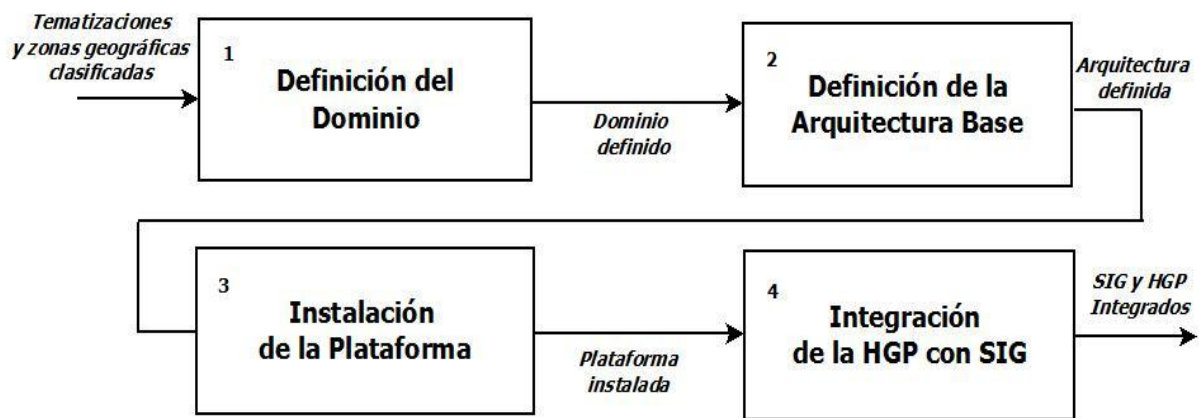 Tematizaciones
y zonas geográficas
clasificadas
1
Definición del
Dominio
Dominio
definido
2
Definición de la
Arquitectura Base
Arquitectura
definida
3
Instalación
de la Plataforma
Plataforma
instalada
4
Integración
de la HGP con SIG
SIG y HGP
Integrados